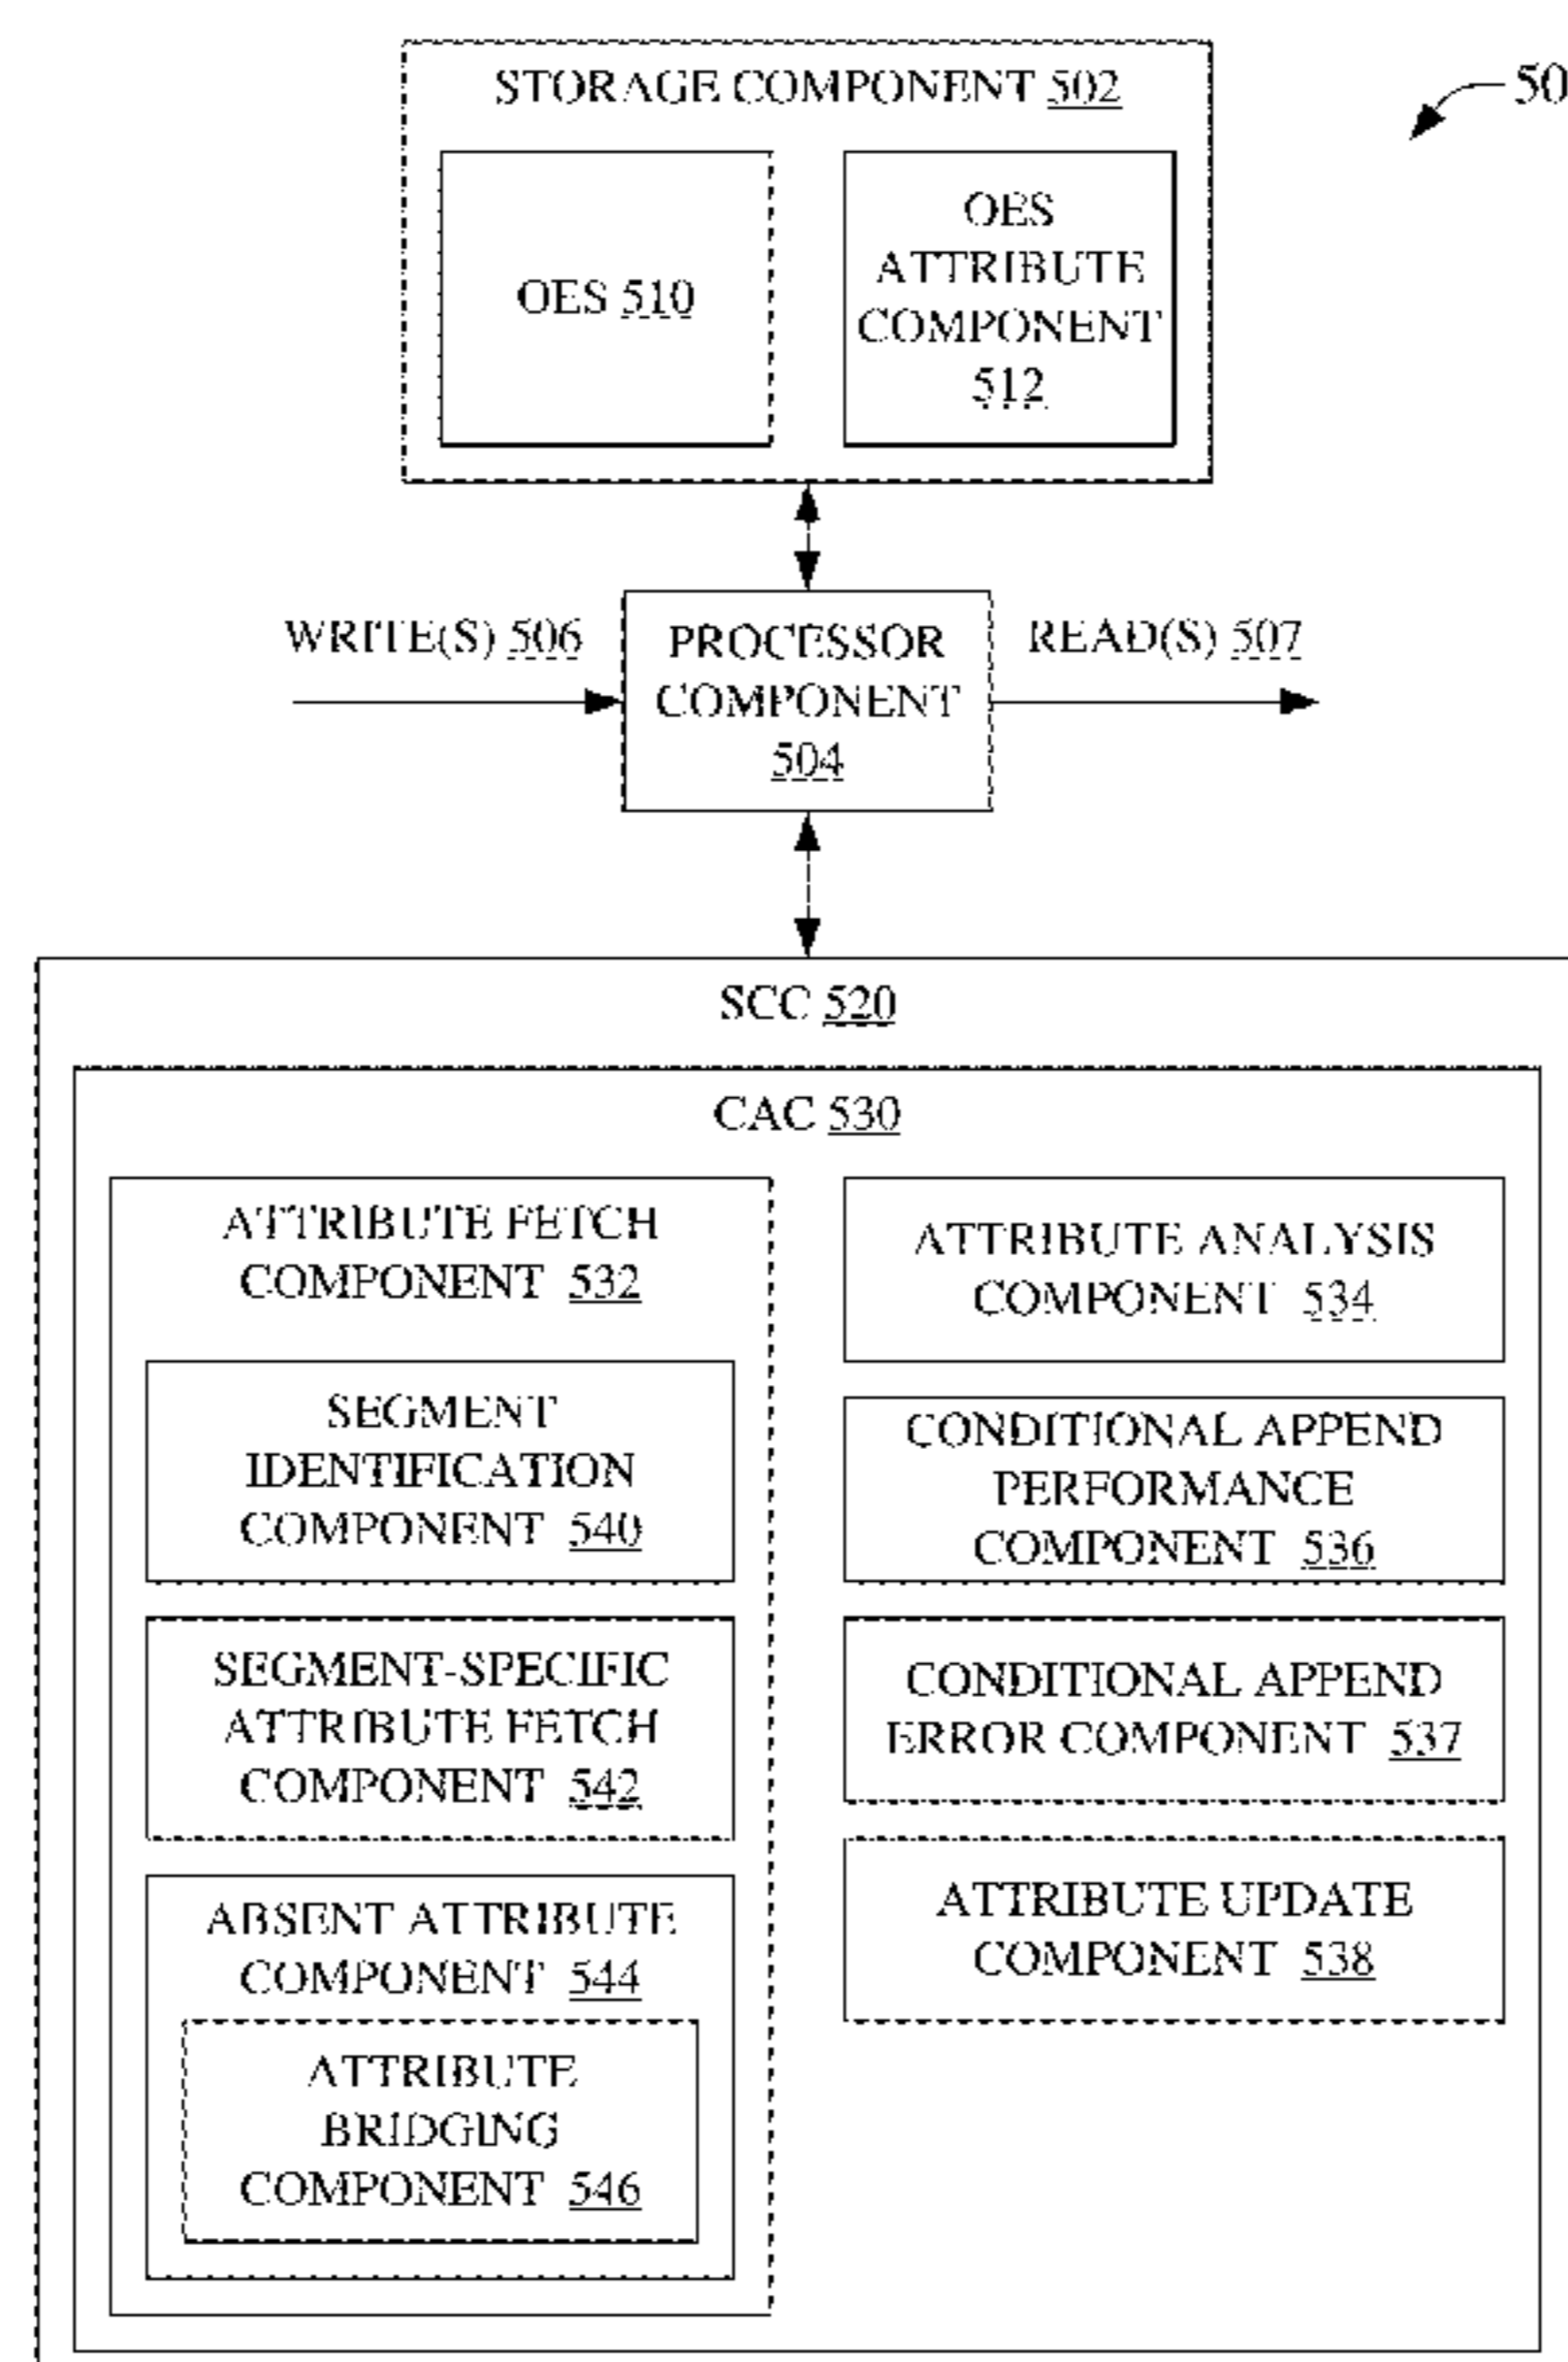 STORAGE COMPONENT 502
50
OES 510
OES
ATTRIBUTE
COMPONENT
512
WRITE(S) 506
PROCESSOR
COMPONENT
504
READ(S) 507
SCC 520
CAC 530
ATTRIBUTE FETCH
COMPONENT 532
SEGMENT
IDENTIFICATION
COMPONENT 540
SEGMENT-SPECIFIC
ATTRIBUTE FETCH
COMPONENT 542
ABSENT ATTRIBUTE
COMPONENT 544
ATTRIBUTE
BRIDGING
COMPONENT 546
ATTRIBUTE ANALYSIS
COMPONENT 534
CONDITIONAL APPEND
PERFORMANCE
COMPONENT 536
CONDITIONAL APPEND
ERROR COMPONENT 537
ATTRIBUTE UPDATE
COMPONENT 538